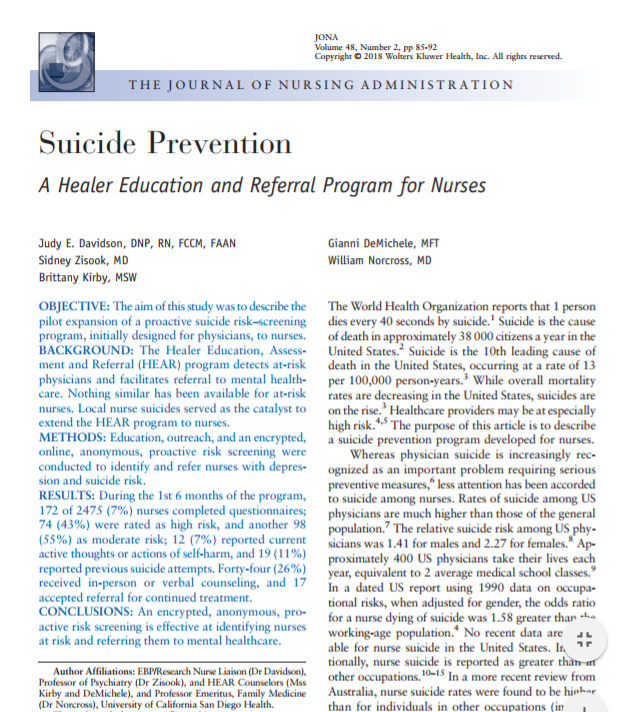 JONA
Volume 48, Number 2, pp 85-92
Copyright © 2018 Wolters Kluwer Health, Inc. All rights reserved.
THE JOURNAL OF NURSING ADMINISTRATION
Suicide Prevention
A Healer Education and Referral Program for Nurses
Judy E. Davidson, DNP, RN, FCCM, FAAN
Sidney Zisook, MD
Brittany Kirby, MSW
Gianni DeMichele, MFT
William Norcross, MD
OBJECTIVE: The aim of this study was to describe the
pilot expansion of a proactive suicide risk–screening
program, initially designed for physicians, to nurses.
BACKGROUND: The Healer Education, Assess-
ment and Referral (HEAR) program detects at-risk
physicians and facilitates referral to mental health-
care. Nothing similar has been available for at-risk
nurses. Local nurse suicides served as the catalyst to
extend the HEAR program to nurses.
METHODS: Education, outreach, and an encrypted,
online, anonymous, proactive risk screening were
conducted to identify and refer nurses with depres-
sion and suicide risk.
RESULTS: During the 1st 6 months of the program,
172 of 2475 (7%) nurses completed questionnaires;
74 (43%) were rated as high risk, and another 98
(55%) as moderate risk; 12 (7%) reported current
active thoughts or actions of self-harm, and 19 (11%)
reported previous suicide attempts. Forty-four (26%)
received in-person or verbal counseling, and 17
accepted referral for continued treatment.
CONCLUSIONS: An encrypted, anonymous, pro-
active risk screening is effective at identifying nurses
at risk and referring them to mental healthcare.
Author Affiliations: EBP/Research Nurse Liaison (Dr Davidson),
Professor of Psychiatry (Dr Zisook), and HEAR Counselors (Mss
Kirby and DeMichele), and Professor Emeritus, Family Medicine
(Dr Norcross), University of California San Diego Health.
The World Health Organization reports that 1 person
dies every 40 seconds by suicide.1 Suicide is the cause
of death in approximately 38 000 citizens a year in the
United States.2 Suicide is the 10th leading cause of
death in the United States, occurring at a rate of 13
per 100,000 person-years.3 While overall mortality
rates are decreasing in the United States, suicides are
on the rise.3 Healthcare providers may be at especially
high risk.4,5 The purpose of this article is to describe
a suicide prevention program developed for nurses.
Whereas physician suicide is increasingly rec-
ognized as an important problem requiring serious
preventive measures,6 less attention has been accorded
to suicide among nurses. Rates of suicide among US
physicians are much higher than those of the general
population.7 The relative suicide risk among US phy-
sicians was 1.41 for males and 2.27 for females.8 Ap-
proximately 400 US physicians take their lives each
year, equivalent to 2 average medical school classes.9
In a dated US report using 1990 data on occupa-
tional risks, when adjusted for gender, the odds ratio
for a nurse dying of suicide was 1.58 greater than the
working-age population.4 No recent data are
able for nurse suicide in the United States.
tionally, nurse suicide is reported as greater than in
other occupations.10–15 In a more recent review from
Australia, nurse suicide rates were found to be higher
than for individuals in other occupations (in